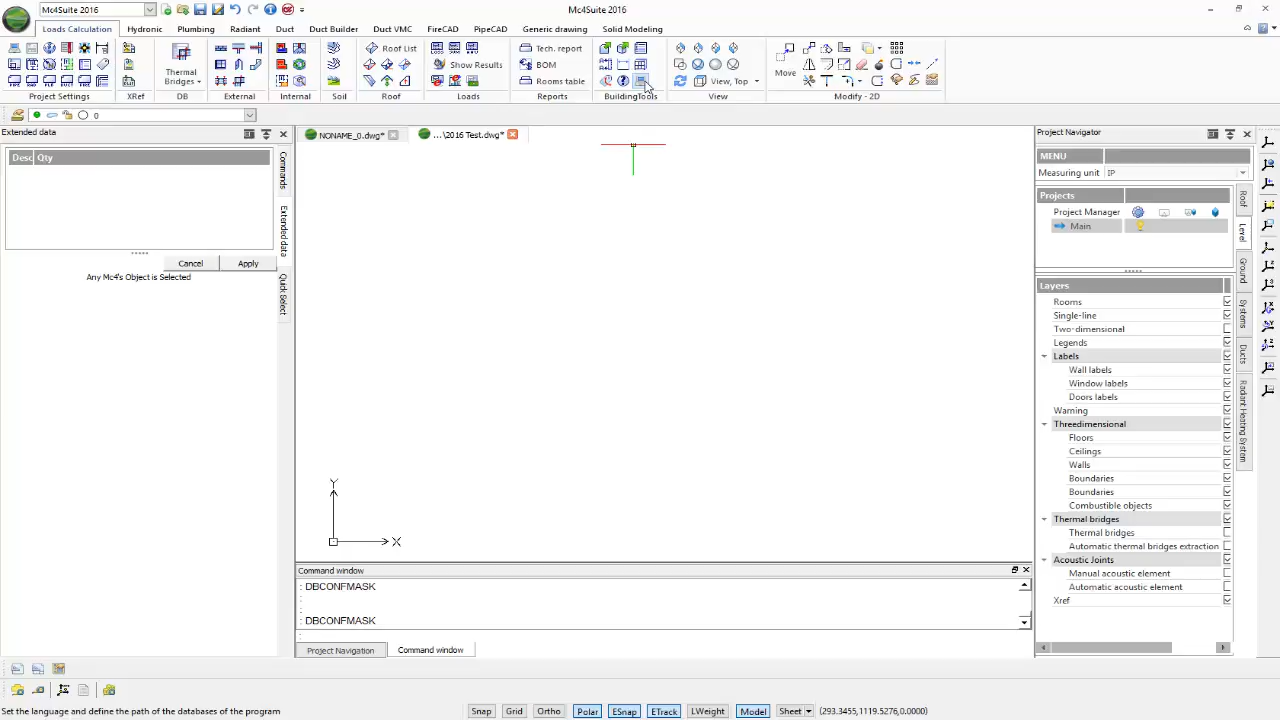 Mc4Suite 2016
Mc4Suite 2016
Loads Calculation
Hydronic
Plumbing
Radiant
Duct
Duct Builder
Duct VMC
FireCAD
PipeCAD
Generic drawing
Solid Modeling
Project Settings
XRef
Thermal Bridges
DB
External
Internal
Soil
Roof List
Roof
Show Results
Loads
Tech. report
BOM
Rooms table
Reports
BuildingTools
View, Top
View
Move
Modify - 2D
0
Extended data
Desc Qty
Cancel Apply
Any Mc4's Object is Selected
Commands
Extended data
Quick Select
NONAME_0.dwg*
...\2016 Test.dwg*
Y
X
Command window
: DBCONFMASK
:
:
: DBCONFMASK
:
Project Navigation
Command window
Project Navigator
MENU
Measuring unit IP
Projects
Project Manager
Main
Layers
Rooms
Single-line
Two-dimensional
Legends
Labels
Wall labels
Window labels
Doors labels
Warning
Threedimensional
Floors
Ceilings
Walls
Boundaries
Boundaries
Combustible objects
Thermal bridges
Thermal bridges
Automatic thermal bridges extraction
Acoustic Joints
Manual acoustic element
Automatic acoustic element
Xref
Roof
Level
Ground
Systems
Ducts
Radiant Heating System
Set the language and define the path of the databases of the program
Snap Grid Ortho Polar ESnap ETrack LWeight Model Sheet (293.3455,1119.5276,0.0000)